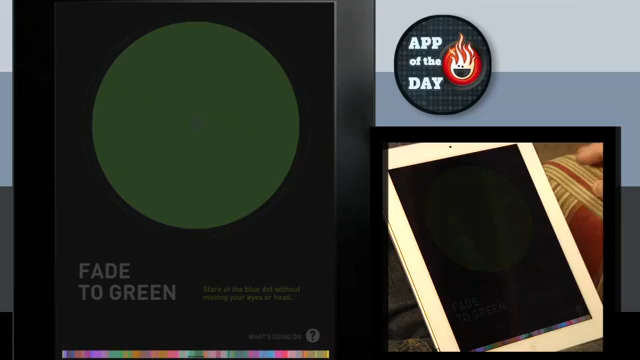 APP
of the
DAY
FADE
TO GREEN
Stare at the blue dot without
moving your eyes or head.
WHAT'S GOING ON ?
FADE
TO GREEN